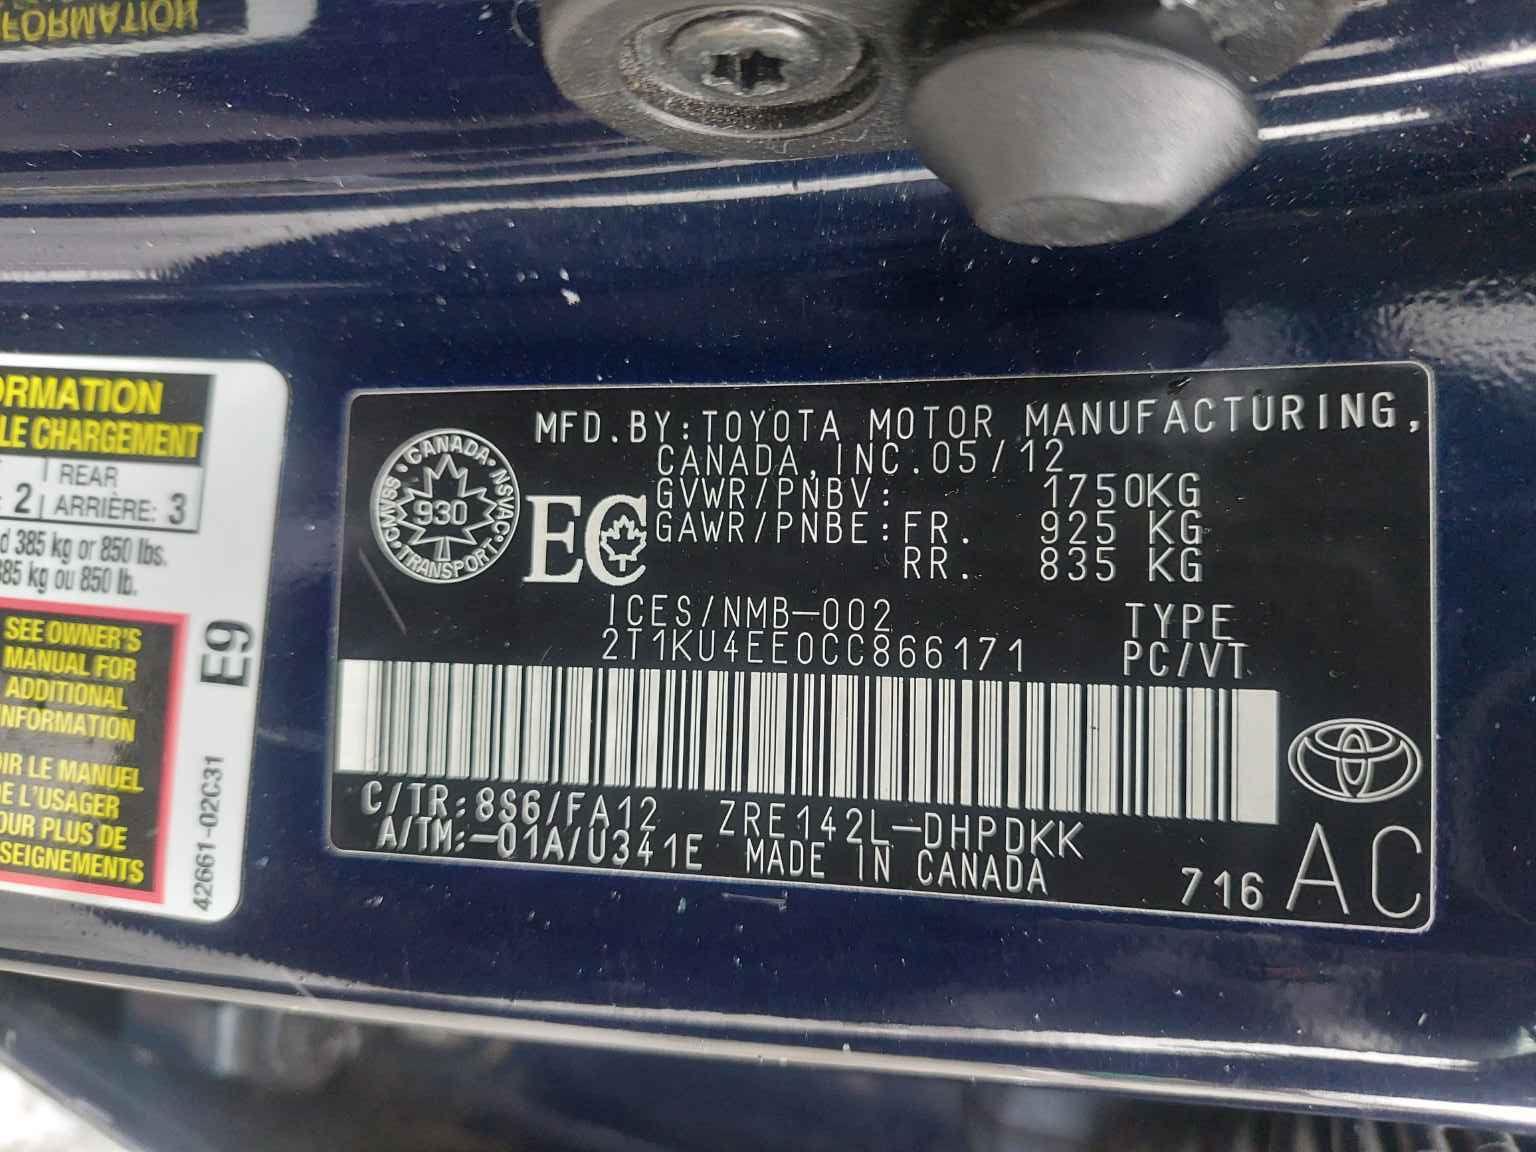 FORMATION
ORMATION
LE CHARGEMENT
REAR
: 2 ARRIÈRE: 3
d 385 kg or 850 lbs.
385 kg ou 850 lb.
SEE OWNER'S
MANUAL FOR
ADDITIONAL
INFORMATION
IR LE MANUEL
DE L'USAGER
OUR PLUS DE
SEIGNEMENTS
E9
42661-02C31
CANADA
930
TRANSPORT
EC
MFD.BY:TOYOTA MOTOR MANUFACTURING,
CANADA,INC.05/12
GVWR/PNBV: 1750KG
GAWR/PNBE:FR. 925 KG
RR. 835 KG
ICES/NMB-002 TYPE
2T1KU4EE0CC866171 PC/VT
C/TR:8S6/FA12 ZRE142L-DHPDKK
A/TM:-01A/U341E MADE IN CANADA
716 AC